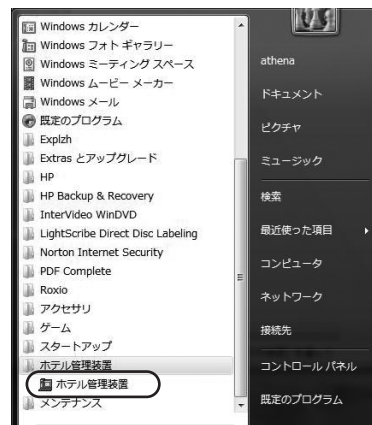 Windows カレンダー
Windows フォト ギャラリー
Windows ミーティング スペース
Windows ムービー メーカー
Windows メール
既定のプログラム
Explzh
Extras とアップグレード
HP
HP Backup & Recovery
InterVideo WinDVD
LightScribe Direct Disc Labeling
Norton Internet Security
PDF Complete
Roxio
アクセサリ
ゲーム
スタートアップ
ホテル管理装置
ホテル管理装置
メンテナンス
athena
ドキュメント
ピクチャ
ミュージック
検索
最近使った項目
コンピュータ
ネットワーク
接続先
コントロール パネル
既定のプログラム